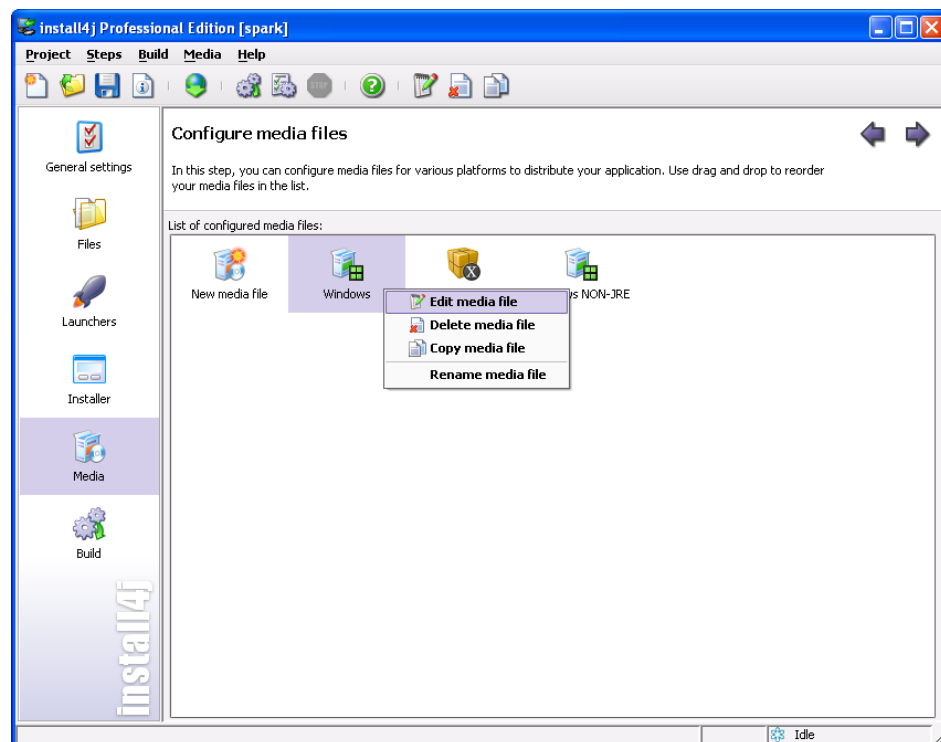 install4j Professional Edition [spark]
Project Steps Build Media Help
STOP
General settings
Files
Launchers
Installer
Media
Build
install4j
Configure media files
In this step, you can configure media files for various platforms to distribute your application. Use drag and drop to reorder
your media files in the list.
List of configured media files:
New media file
Windows
X
NON-JRE
Edit media file
Delete media file
Copy media file
Rename media file
Idle